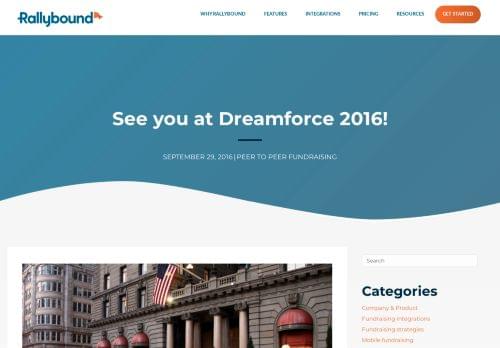 Rallybound
WHY RALLYBOUND
FEATURES
INTEGRATIONS
PRICING
RESOURCES
GET STARTED
See you at Dreamforce 2016!
SEPTEMBER 29, 2016 | PEER TO PEER FUNDRAISING
Search
Categories
Company & Product
Fundraising integrations
Fundraising strategies
Mobile fundraising